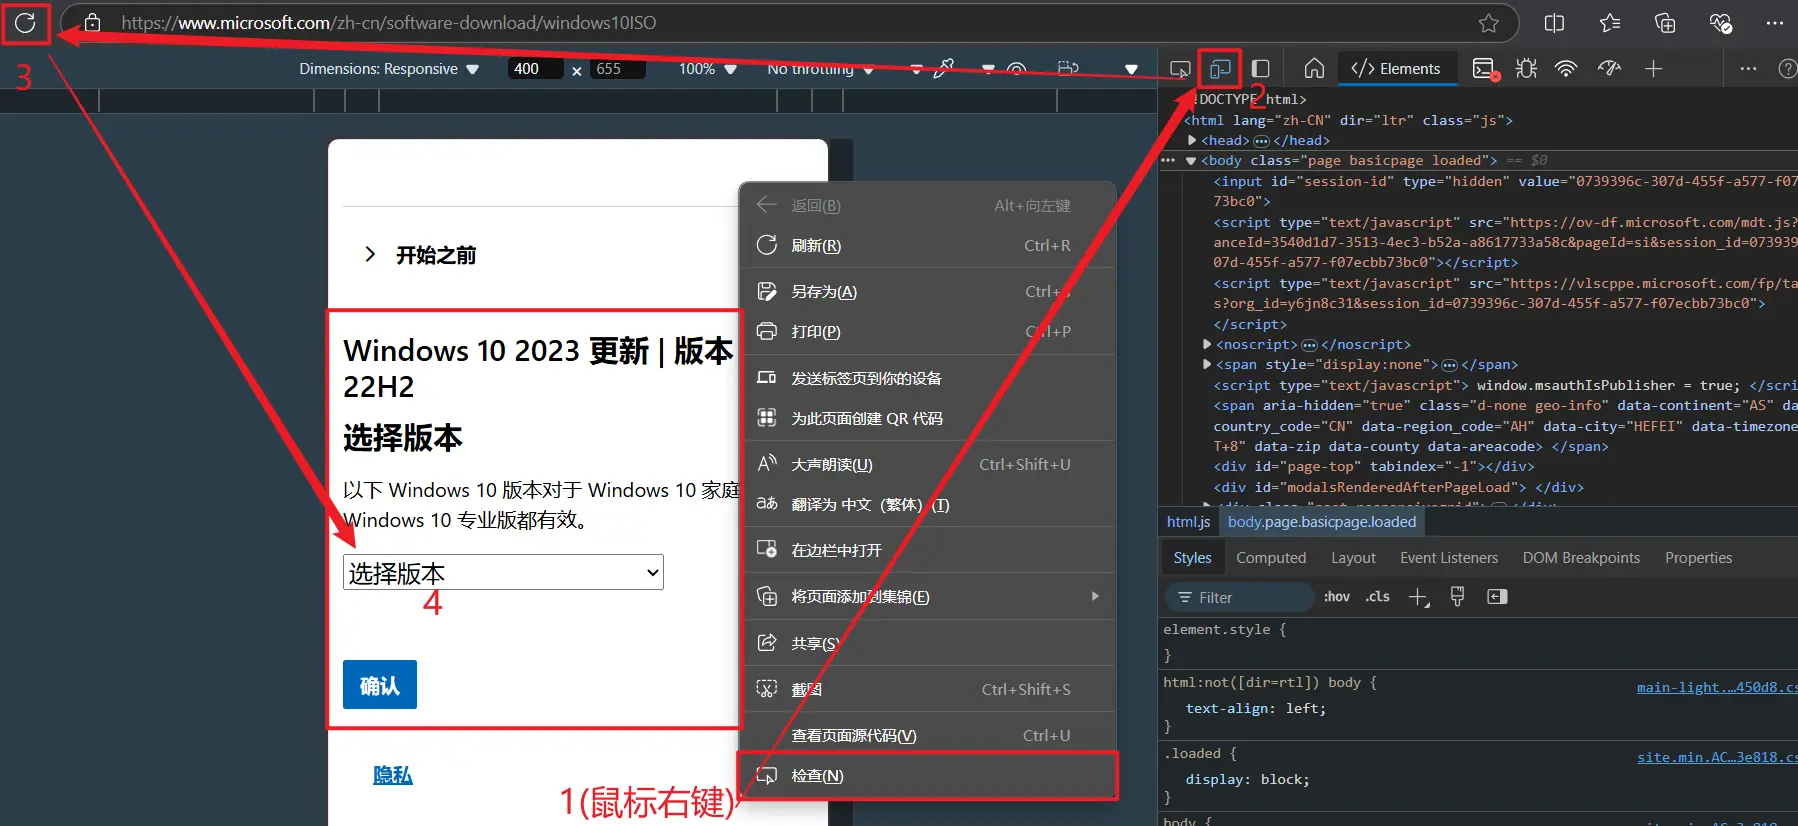 https://www.microsoft.com/zh-cn/software-download/windows10ISO
3
Dimensions: Responsive
400
×
655
100%
No throttling
Elements
2
开始之前
Windows 10 2023 更新 | 版本
22H2
选择版本
以下 Windows 10 版本对于 Windows 10 家庭
Windows 10 专业版都有效。
选择版本
4
确认
隐私
1(鼠标右键)
返回(B) Alt+向左键
刷新(R) Ctrl+R
另存为(A) Ctrl+
打印(P) Ctrl+P
发送标签页到你的设备
为此页面创建 QR 代码
大声朗读(U) Ctrl+Shift+U
翻译为 中文（繁体）(T)
在边栏中打开
将页面添加到集锦(E)
共享(S)
截图 Ctrl+Shift+S
查看页面源代码(V) Ctrl+U
检查(N)
!DOCTYPE html>
<html lang="zh-CN" dir="ltr" class="js">
<head>…</head>
<body class="page basicpage loaded"> == $0
<input id="session-id" type="hidden" value="0739396c-307d-455f-a577-f07
73bc0">
<script type="text/javascript" src="https://ov-df.microsoft.com/mdt.js?
anceId=3540d1d7-3513-4ec3-b52a-a8617733a58c&pageId=si&session_id=073939
07d-455f-a577-f07ecbb73bc0"></script>
<script type="text/javascript" src="https://vlscppe.microsoft.com/fp/ta
s?org_id=y6jn8c31&session_id=0739396c-307d-455f-a577-f07ecbb73bc0">
</script>
<noscript>…</noscript>
<span style="display:none">…</span>
<script type="text/javascript"> window.msauthIsPublisher = true; </scri
<span aria-hidden="true" class="d-none geo-info" data-continent="AS" da
country_code="CN" data-region_code="AH" data-city="HEFEI" data-timezone
T+8" data-zip data-county data-areacode> </span>
<div id="page-top" tabindex="-1"></div>
<div id="modalsRenderedAfterPageLoad"> </div>
html.js
body.page.basicpage.loaded
Styles
Computed
Layout
Event Listeners
DOM Breakpoints
Properties
Filter
:hov
.cls
element.style {
}
html:not([dir=rtl]) body {
main-light.…450d8.cs
text-align: left;
}
.loaded {
site.min.AC…3e818.cs
display: block;
}
body {